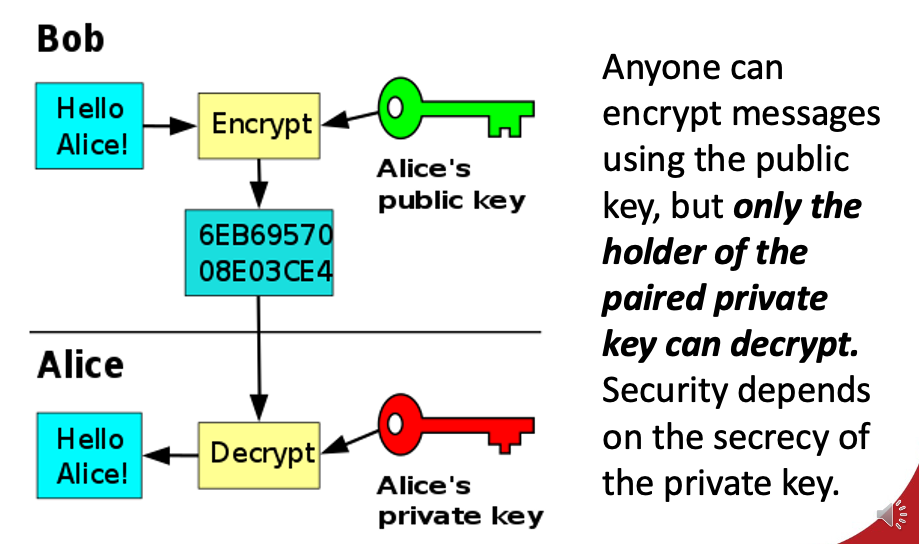 Bob
Hello
Alice!
Encrypt
Alice's
public key
6EB69570
08E03CE4
Alice
Hello
Alice!
Decrypt
Alice's
private key
Anyone can
encrypt messages
using the public
key, but only the
holder of the
paired private
key can decrypt.
Security depends
on the secrecy of
the private key.